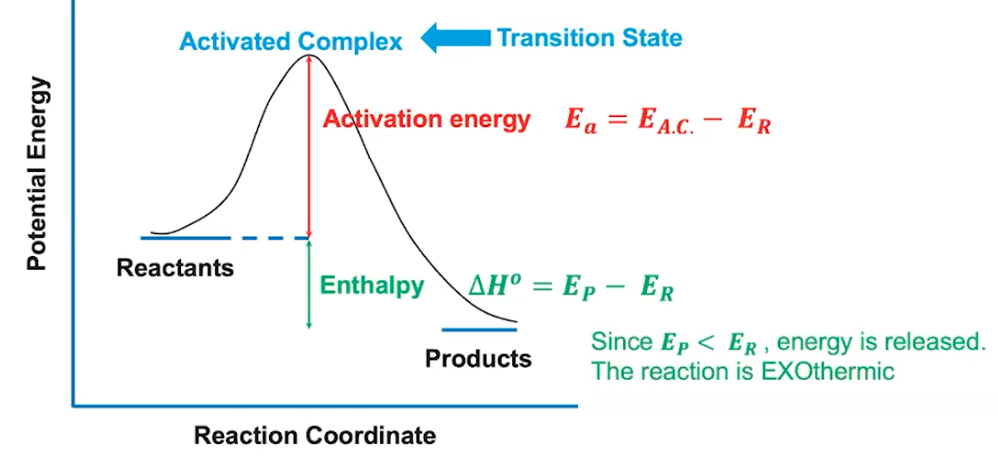 Activated Complex
Transition State
Potential Energy
Activation energy Eₐ = E_A.C. − E_R
Reactants
Enthalpy ΔH° = E_P − E_R
Products
Since E_P < E_R , energy is released.
The reaction is EXOthermic
Reaction Coordinate